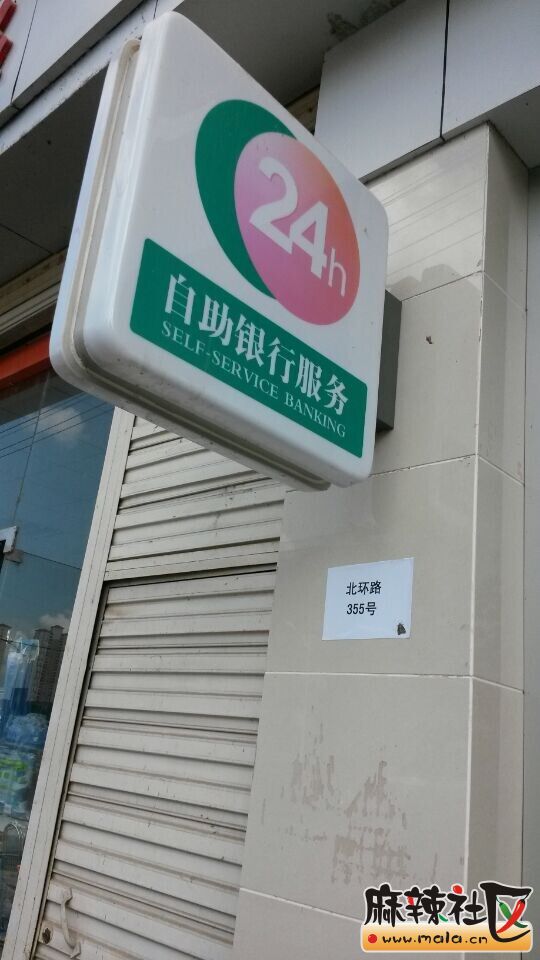 24h
自助银行服务
SELF-SERVICE BANKING
北环路
355号
麻辣社区
www.mala.cn